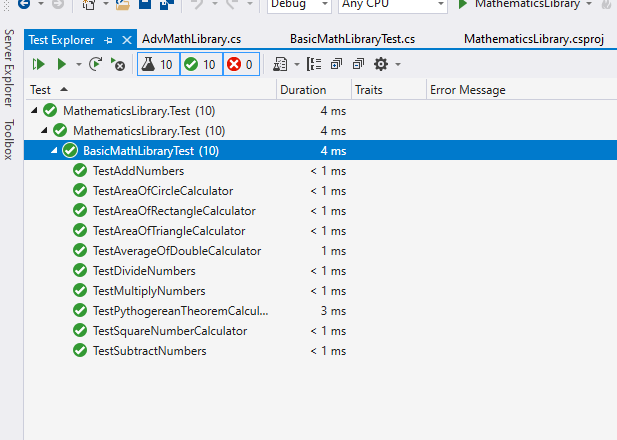 Debug Any CPU MathematicsLibrary
Server Explorer
Toolbox
Test Explorer AdvMathLibrary.cs BasicMathLibraryTest.cs MathematicsLibrary.csproj
10 10 0
Test Duration Traits Error Message
MathematicsLibrary.Test (10) 4 ms
MathematicsLibrary.Test (10) 4 ms
BasicMathLibraryTest (10) 4 ms
TestAddNumbers < 1 ms
TestAreaOfCircleCalculator < 1 ms
TestAreaOfRectangleCalculator < 1 ms
TestAreaOfTriangleCalculator < 1 ms
TestAverageOfDoubleCalculator 1 ms
TestDivideNumbers < 1 ms
TestMultiplyNumbers < 1 ms
TestPythogereanTheoremCalcul... 3 ms
TestSquareNumberCalculator < 1 ms
TestSubtractNumbers < 1 ms